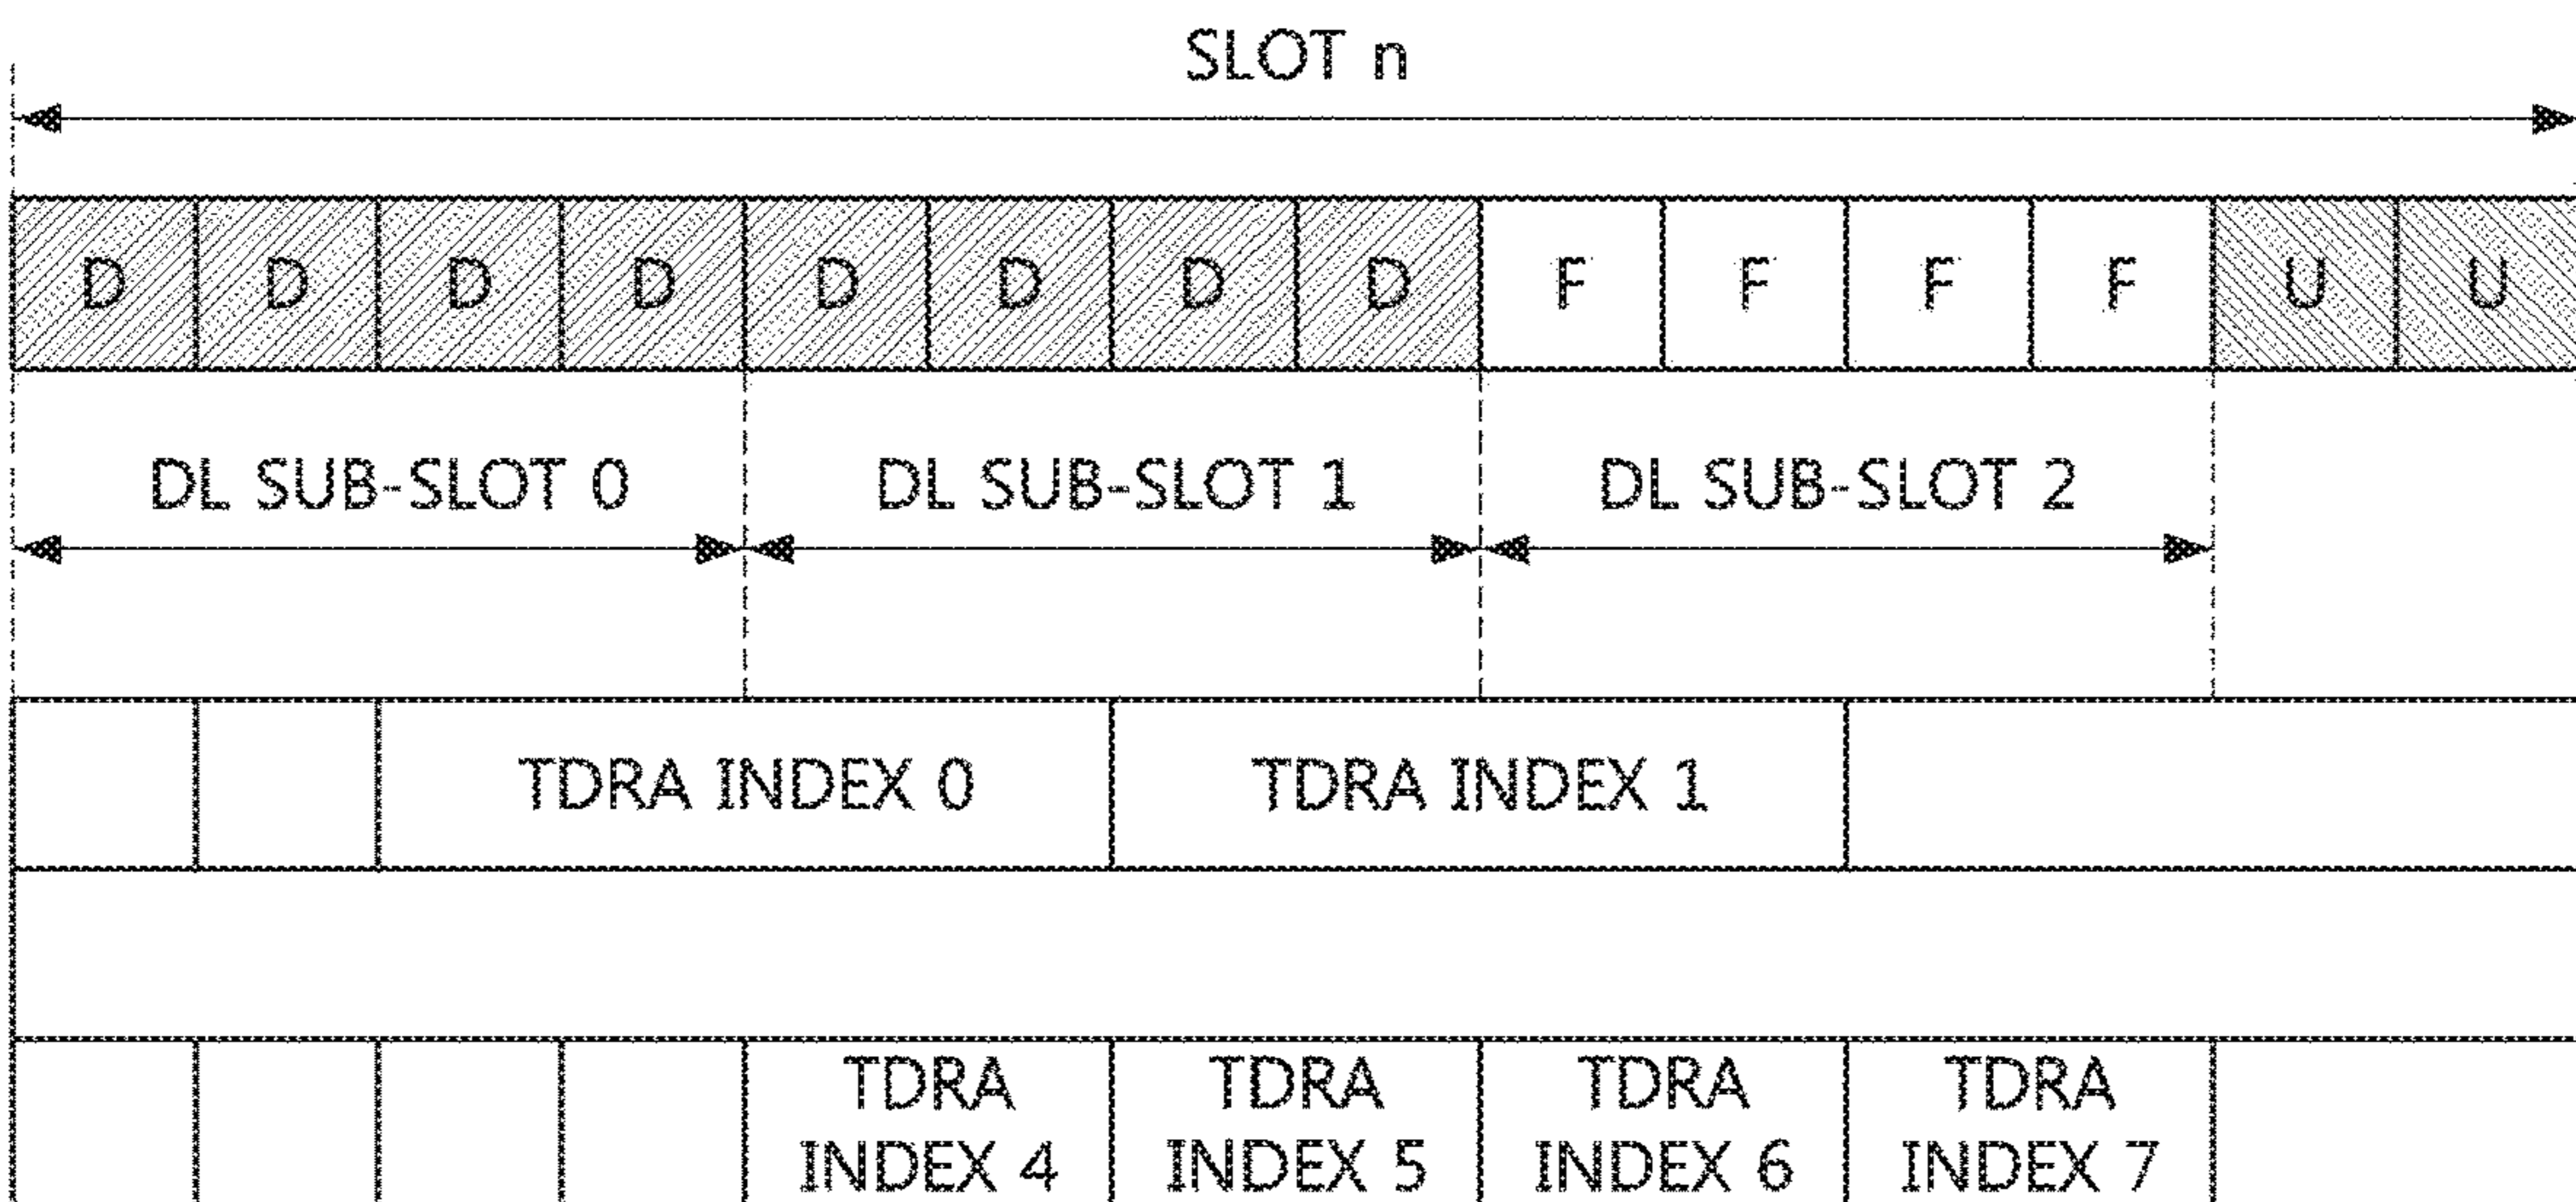 SLOT n
D D D D D D D D F F F F U U
DL SUB-SLOT 0 DL SUB-SLOT 1 DL SUB-SLOT 2
TDRA INDEX 0 TDRA INDEX 1
TDRA TDRA TDRA TDRA
INDEX 4 INDEX 5 INDEX 6 INDEX 7